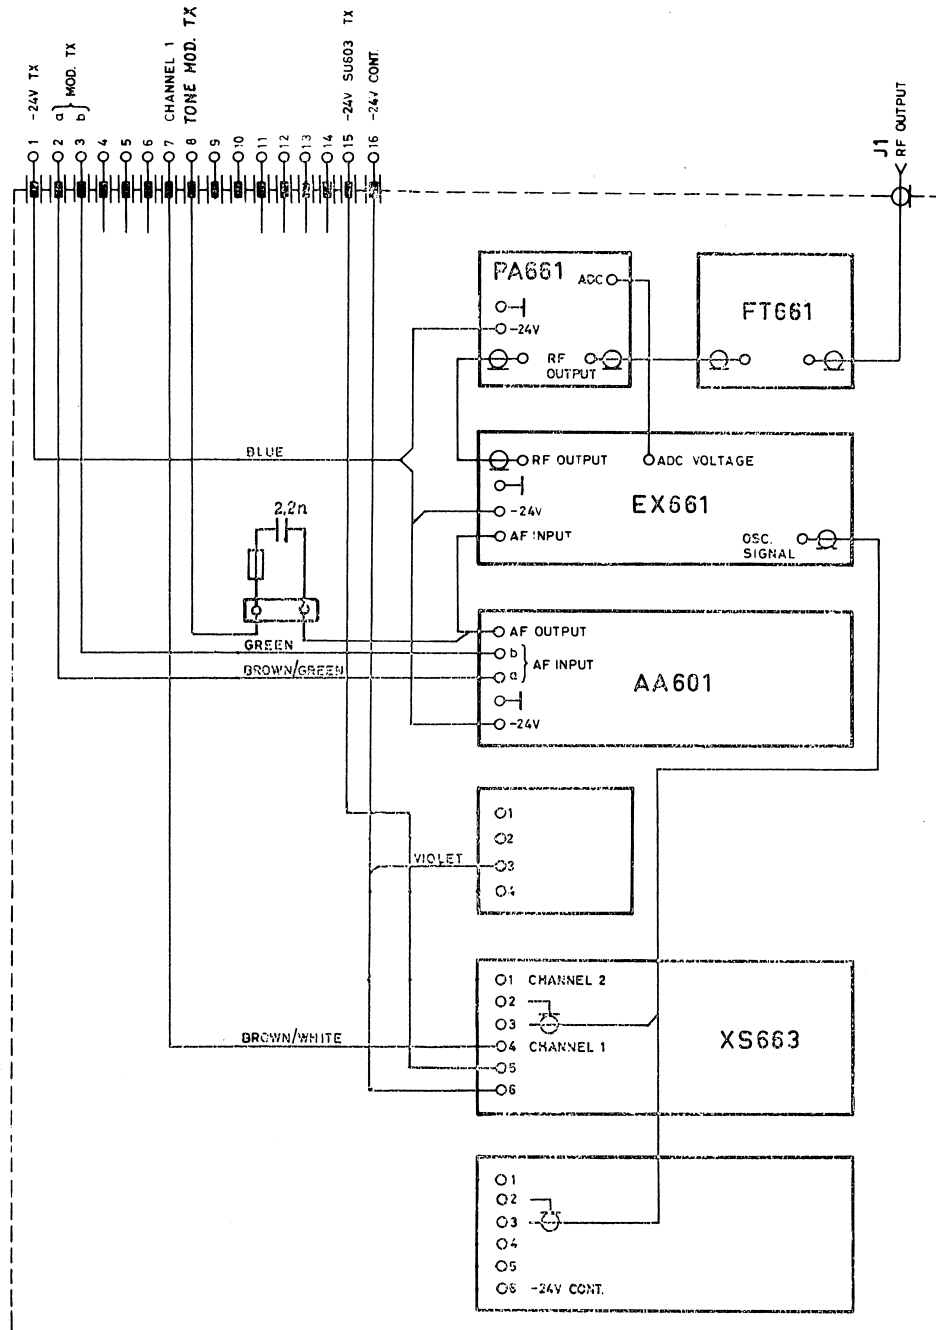 -24V TX
a
b
MOD. TX
CHANNEL 1
TONE MOD. TX
-24V SU603 TX
-24V CONT.
1
2
3
4
5
6
7
8
9
10
11
12
13
14
15
16
J1
RF OUTPUT
PA661
ADC
-24V
RF
OUTPUT
FT661
BLUE
RF OUTPUT
ADC VOLTAGE
EX661
-24V
AF INPUT
OSC.
SIGNAL
2,2n
AF OUTPUT
GREEN
b
a
AF INPUT
BROWN/GREEN
AA601
-24V
1
2
VIOLET
3
4
1 CHANNEL 2
2
3
BROWN/WHITE
4 CHANNEL 1
XS663
5
6
1
2
3
4
5
6 -24V CONT.